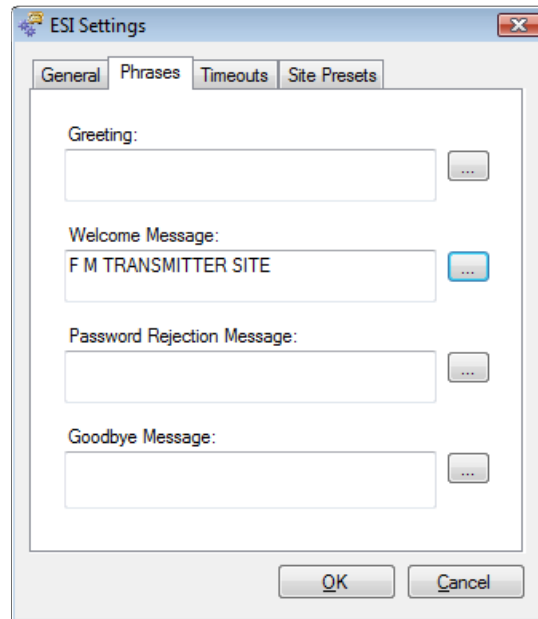 ESI Settings
General Phrases Timeouts Site Presets
Greeting:
...
Welcome Message:
F M TRANSMITTER SITE
...
Password Rejection Message:
...
Goodbye Message:
...
OK Cancel